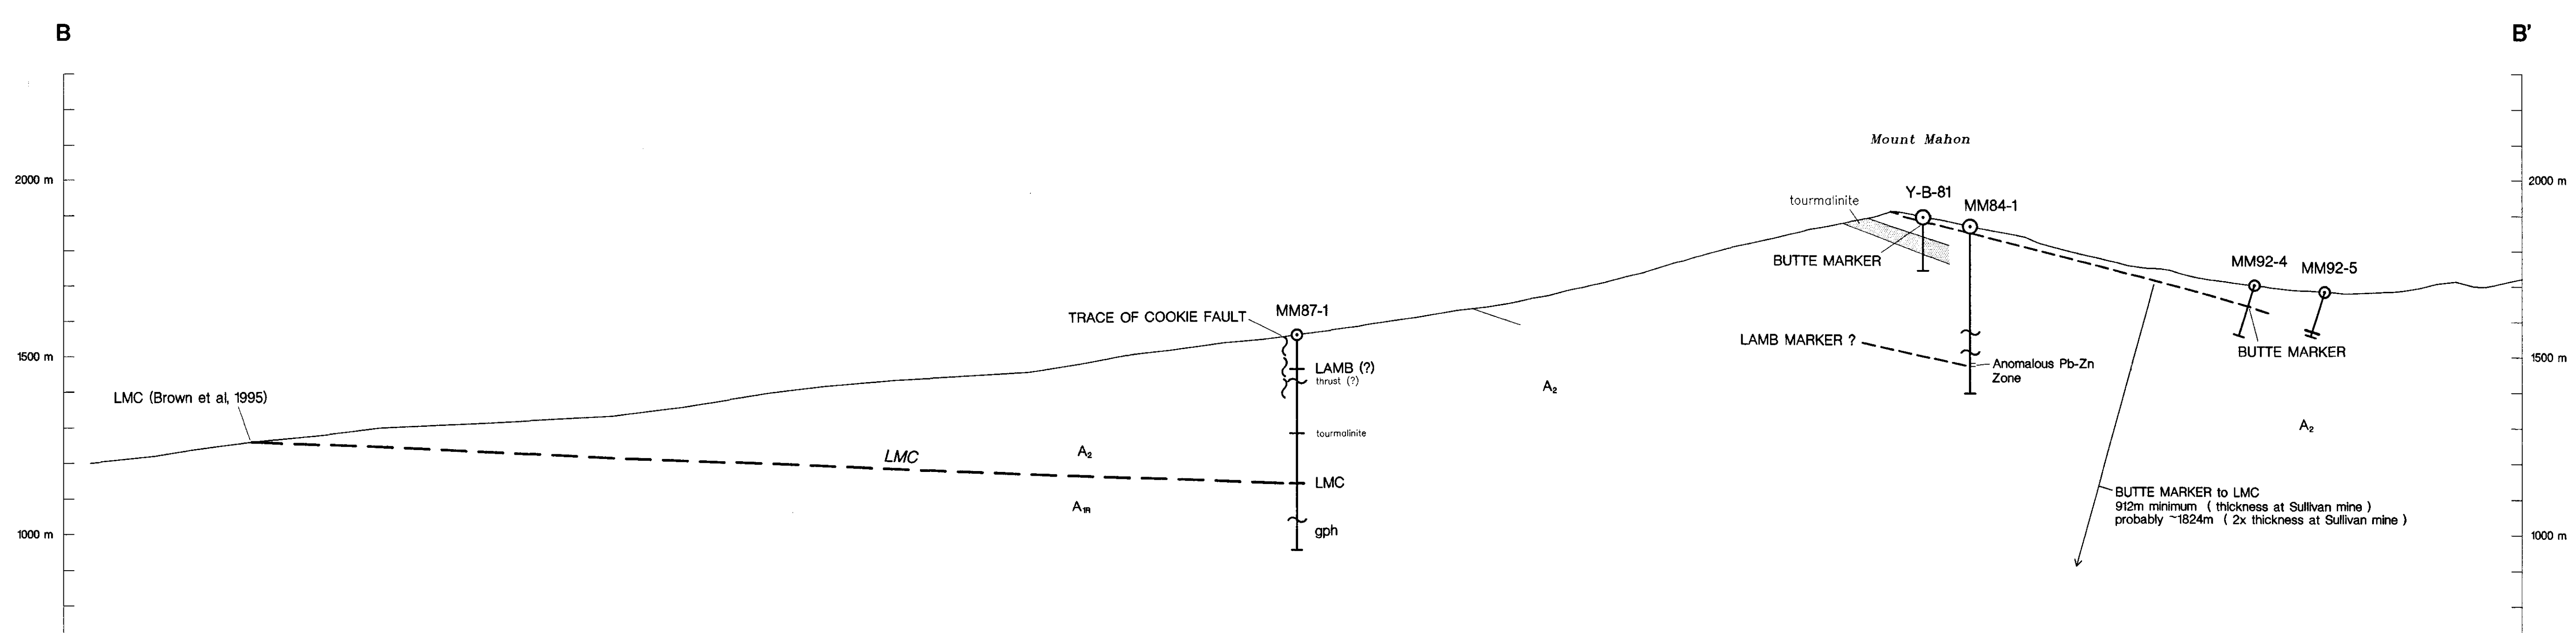 B
B'
Mount Mahon
2000 m
2000 m
Y-B-81
tourmalinite
MM84-1
BUTTE MARKER
MM92-4
MM92-5
MM87-1
TRACE OF COOKIE FAULT
LAMB MARKER ?
BUTTE MARKER
1500 m
1500 m
LAMB (?)
thrust (?)
Anomalous Pb-Zn
Zone
A2
LMC (Brown et al, 1995)
A2
tourmalinite
LMC
A2
LMC
A1R
BUTTE MARKER to LMC
912m minimum ( thickness at Sullivan mine )
probably ~1824m ( 2x thickness at Sullivan mine )
gph
1000 m
1000 m